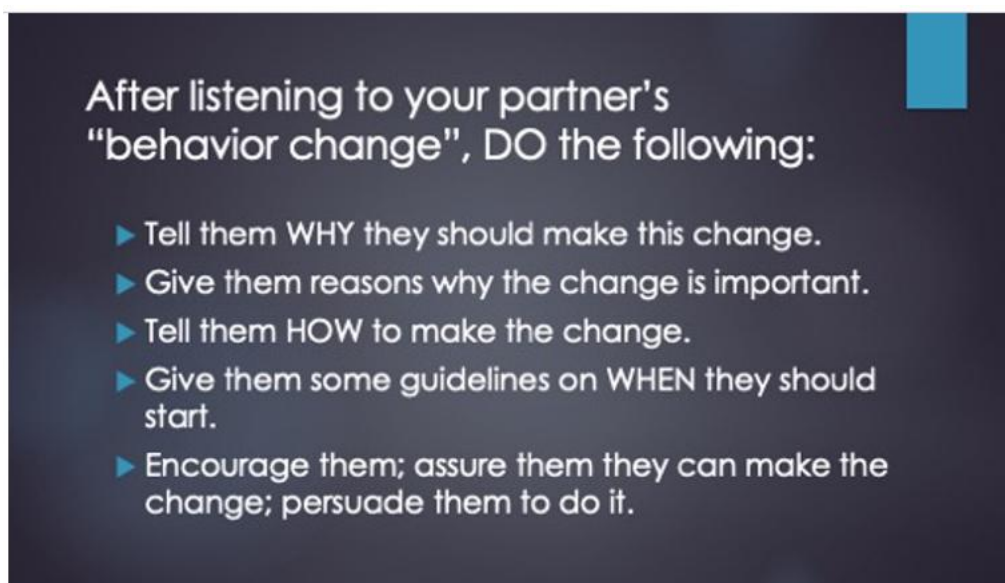 After listening to your partner's
“behavior change”, DO the following:
Tell them WHY they should make this change.
Give them reasons why the change is important.
Tell them HOW to make the change.
Give them some guidelines on WHEN they should
start.
Encourage them; assure them they can make the
change; persuade them to do it.